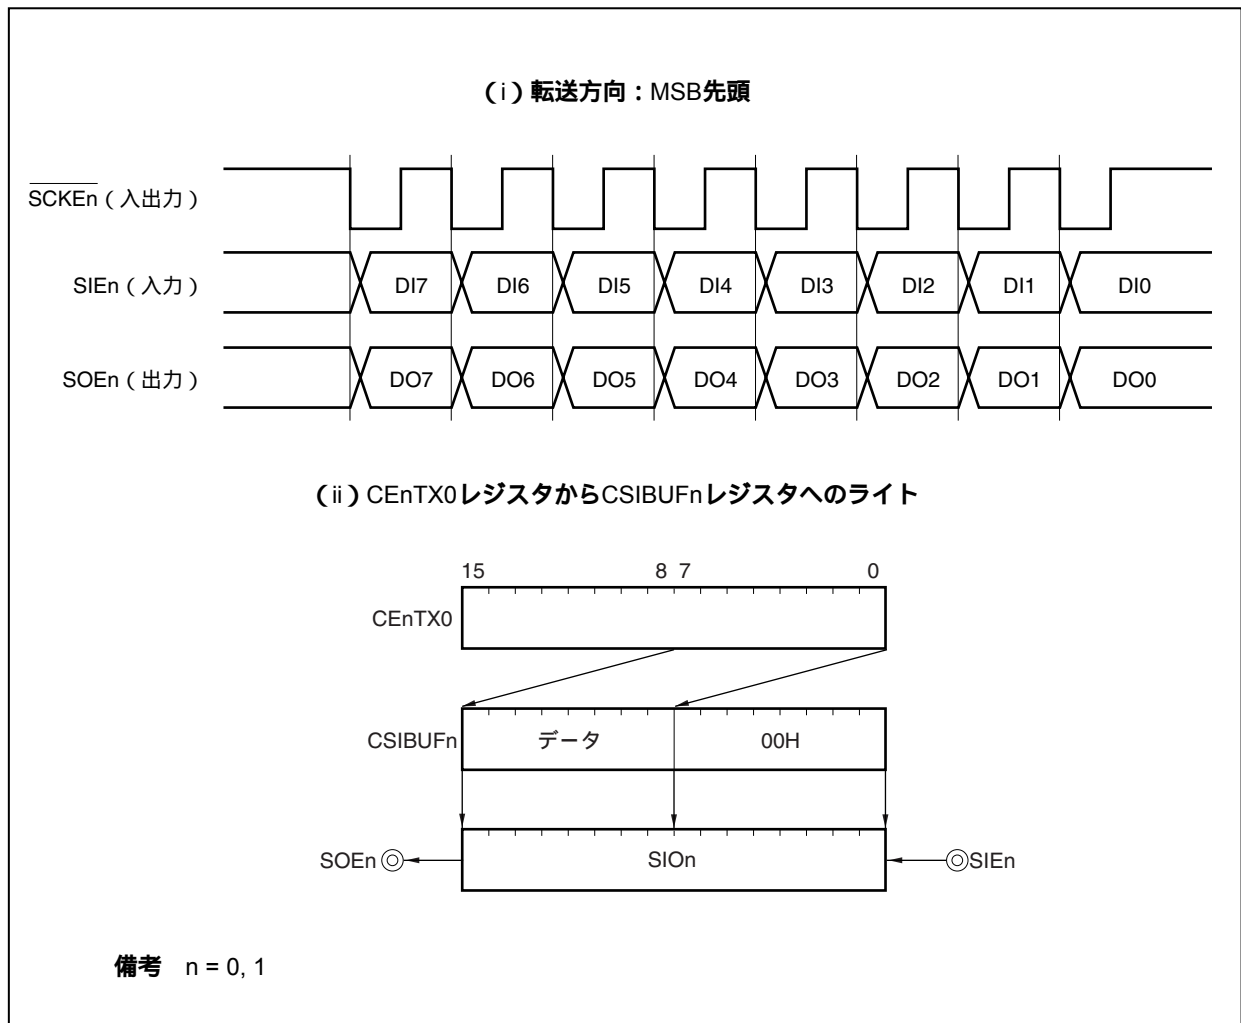 （i）転送方向：MSB先頭
SCKEn（入出力）
SIEn（入力） DI7 DI6 DI5 DI4 DI3 DI2 DI1 DI0
SOEn（出力） DO7 DO6 DO5 DO4 DO3 DO2 DO1 DO0
（ii）CEnTX0レジスタからCSIBUFnレジスタへのライト
15 8 7 0
CEnTX0
CSIBUFn データ 00H
SOEn SIOn SIEn
備考 n = 0, 1